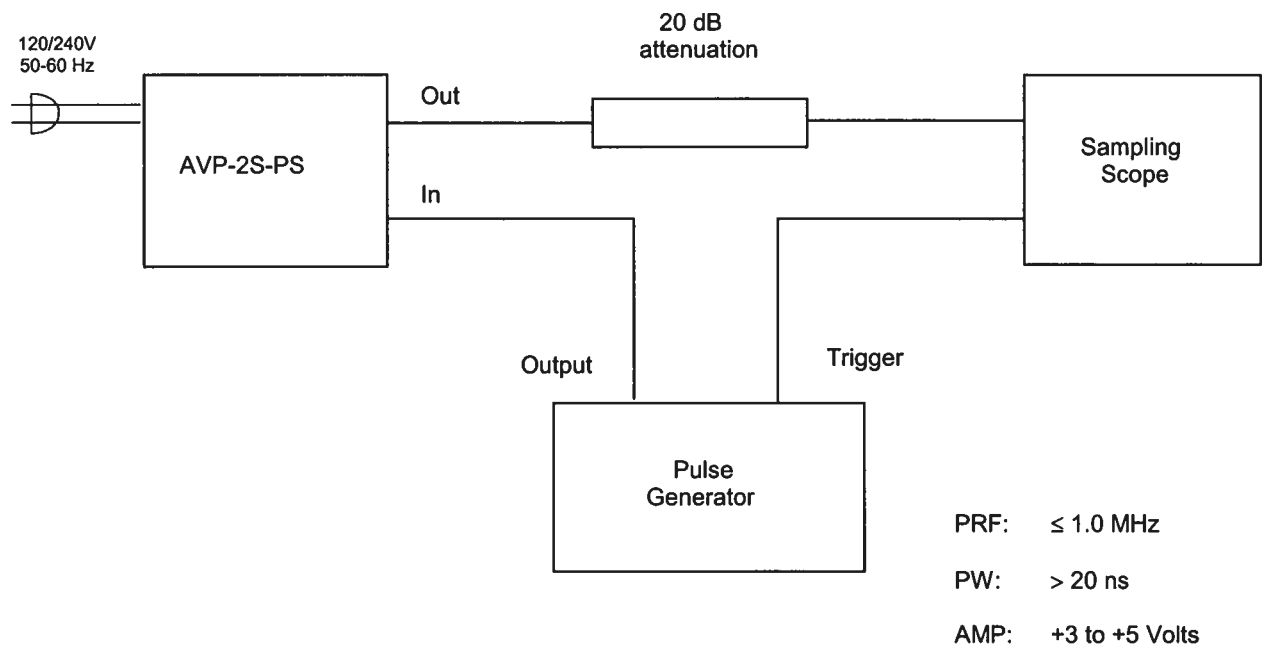 20 dB
attenuation
120/240V
50-60 Hz
Out
AVP-2S-PS
Sampling
Scope
In
Output
Trigger
Pulse
Generator
PRF: ≤ 1.0 MHz
PW: > 20 ns
AMP: +3 to +5 Volts